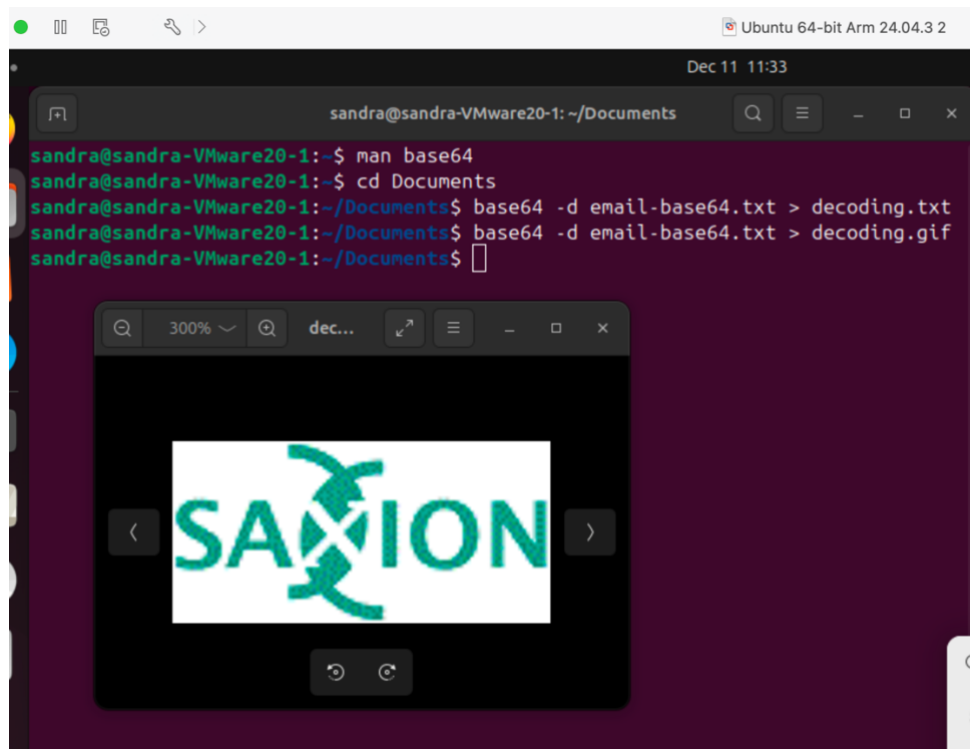 Ubuntu 64-bit Arm 24.04.3 2
Dec 11 11:33
sandra@sandra-VMware20-1: ~/Documents
sandra@sandra-VMware20-1:~$ man base64
sandra@sandra-VMware20-1:~$ cd Documents
sandra@sandra-VMware20-1:~/Documents$ base64 -d email-base64.txt > decoding.txt
sandra@sandra-VMware20-1:~/Documents$ base64 -d email-base64.txt > decoding.gif
sandra@sandra-VMware20-1:~/Documents$
300% dec...
SAXION